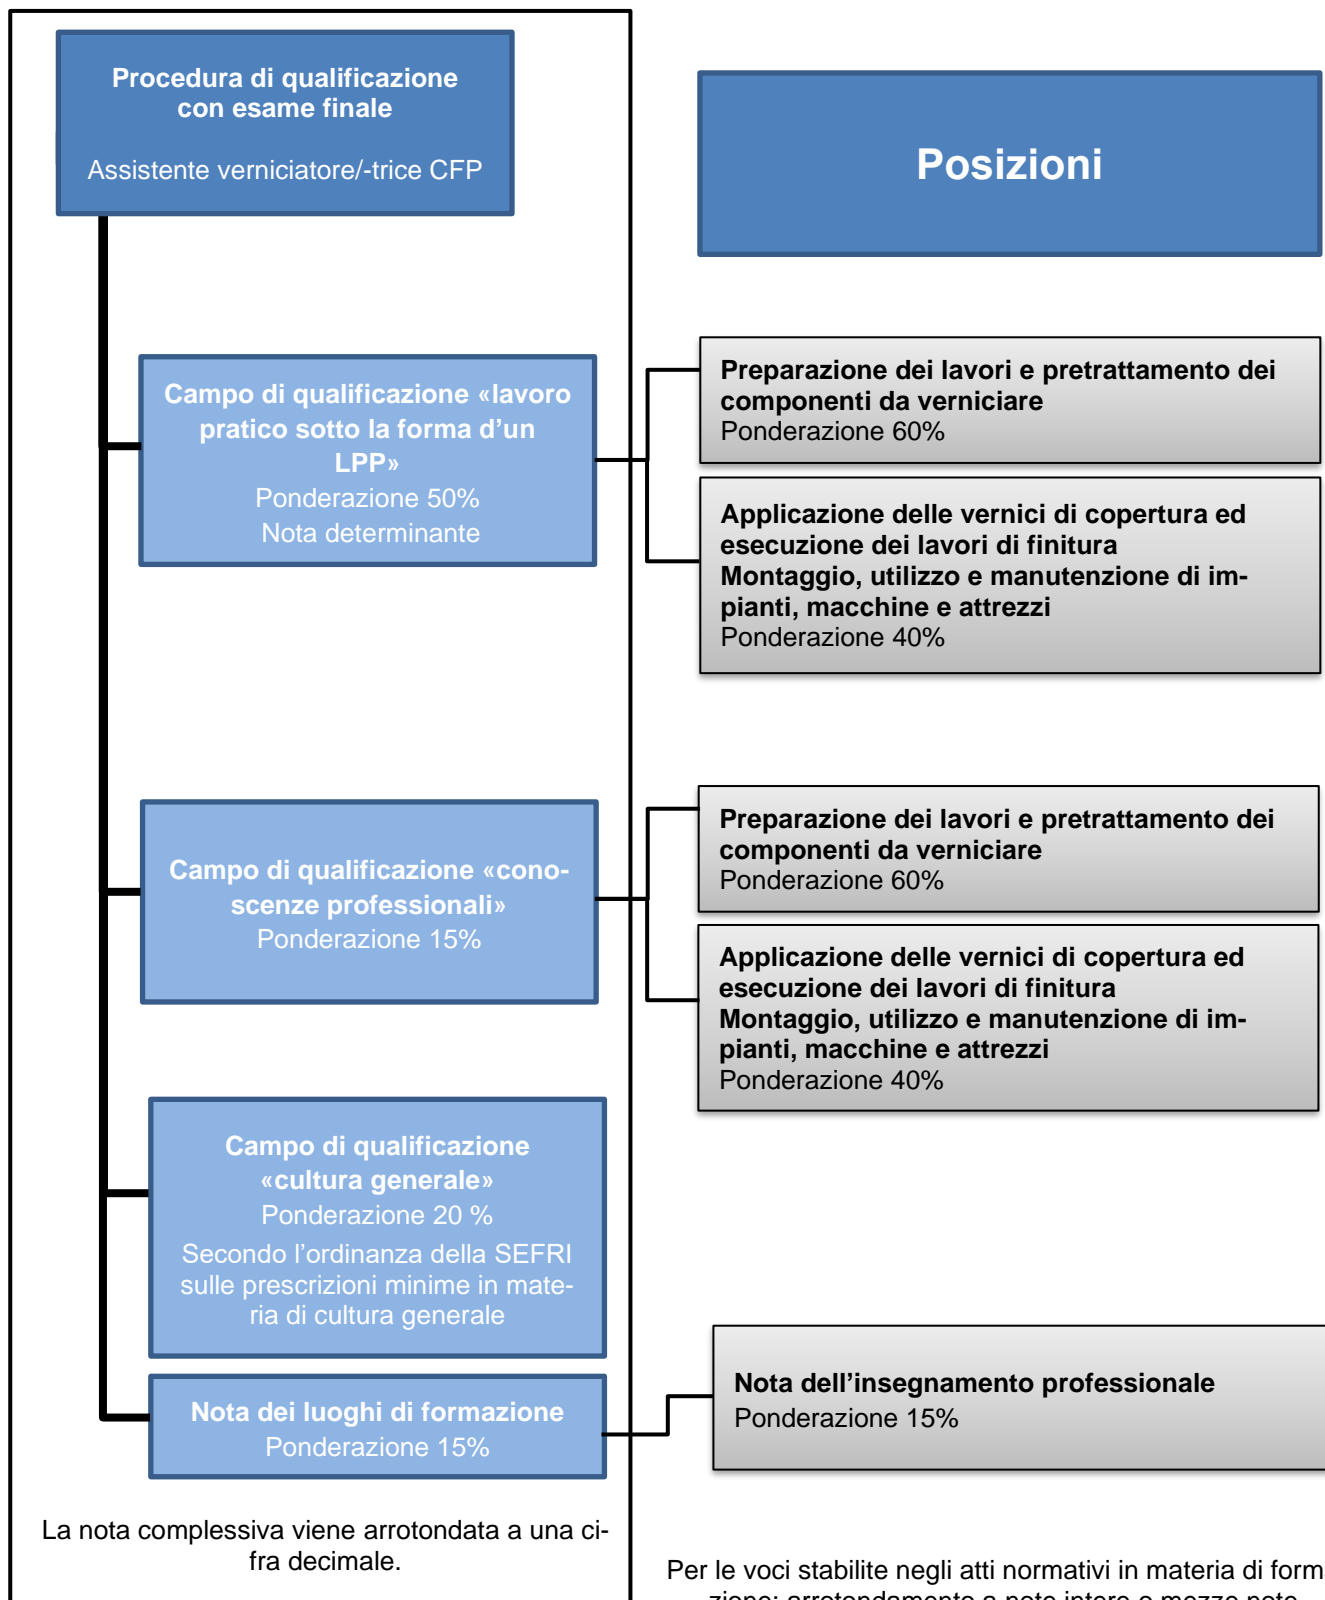 Procedura di qualificazione
con esame finale
Assistente verniciatore/-trice CFP
Posizioni
Campo di qualificazione «lavoro
pratico sotto la forma d’un
LPP»
Ponderazione 50%
Nota determinante
Preparazione dei lavori e pretrattamento dei
componenti da verniciare
Ponderazione 60%
Applicazione delle vernici di copertura ed
esecuzione dei lavori di finitura
Montaggio, utilizzo e manutenzione di im-
pianti, macchine e attrezzi
Ponderazione 40%
Campo di qualificazione «cono-
scenze professionali»
Ponderazione 15%
Preparazione dei lavori e pretrattamento dei
componenti da verniciare
Ponderazione 60%
Applicazione delle vernici di copertura ed
esecuzione dei lavori di finitura
Montaggio, utilizzo e manutenzione di im-
pianti, macchine e attrezzi
Ponderazione 40%
Campo di qualificazione
«cultura generale»
Ponderazione 20 %
Secondo l’ordinanza della SEFRI
sulle prescrizioni minime in mate-
ria di cultura generale
Nota dei luoghi di formazione
Ponderazione 15%
Nota dell’insegnamento professionale
Ponderazione 15%
La nota complessiva viene arrotondata a una ci-
fra decimale.
Per le voci stabilite negli atti normativi in materia di forma
zione: arrotondamento a note intere o mezze note